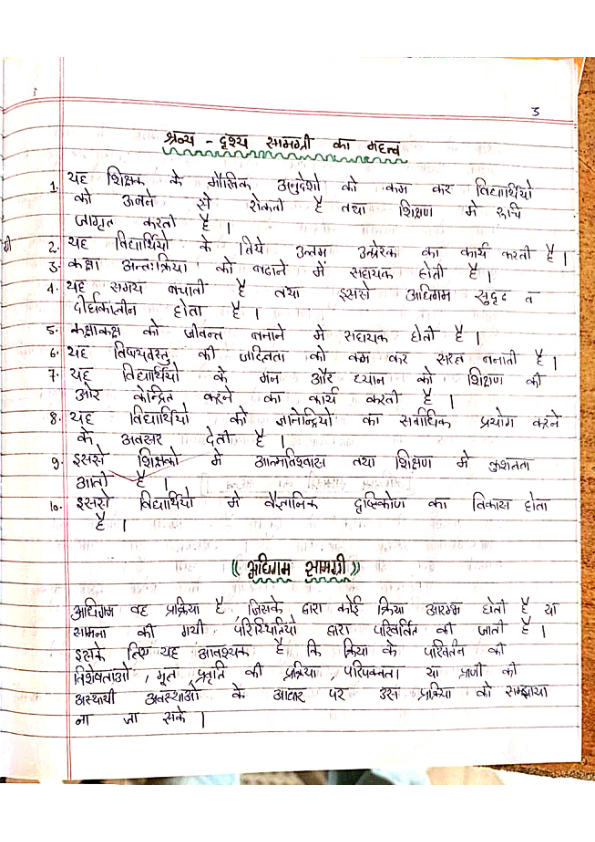 3
श्रव्य - दृश्य सामग्री का महत्व
1. यह शिक्षक के मौखिक अनुदेशो को कम कर विद्यार्थियो
को ऊबने से रोकती है तथा शिक्षण मे रूचि
जागृत करती है ।
2. यह विद्यार्थियो के लिये उत्तम उत्प्रेरक का कार्य करती है ।
3. कक्षा अन्तःक्रिया को बढाने में सहायक होती है ।
4. यह समय बचाती है तथा इससे अधिगम सुदृढ व
दीर्घकालीन होता है ।
5. कक्षाकक्ष को जीवन्त बनाने मे सहायक होती है ।
6. यह विषयवस्तु की जटिलता को कम कर सरल बनाती है ।
7. यह विद्यार्थियो के मन और ध्यान को शिक्षण की
ओर केन्द्रित करने का कार्य करती है ।
8. यह विद्यार्थियो को ज्ञानेन्द्रियो का सर्वाधिक प्रयोग करने
के अवसर देती है ।
9. इससे शिक्षको मे आत्मविश्वास तथा शिक्षण मे कुशलता
आती है ।
10. इससे विद्यार्थियो मे वैज्ञानिक दृष्टिकोण का विकास होता
है ।
(( अधिगम सामग्री ))
अधिगम वह प्रक्रिया है, जिसके द्वारा कोई क्रिया आरम्भ होती है या
सामना की गयी परिस्थितियो द्वारा परिवर्तित की जाती है ।
इसके लिए यह आवश्यक है कि क्रिया के परिवर्तन की
विशेषताओ, मूल प्रवृति की प्रक्रिया, परिपक्वता या प्राणी की
अस्थायी अवस्थाओ के आधार पर उस प्रक्रिया को समझाया
ना जा सके ।